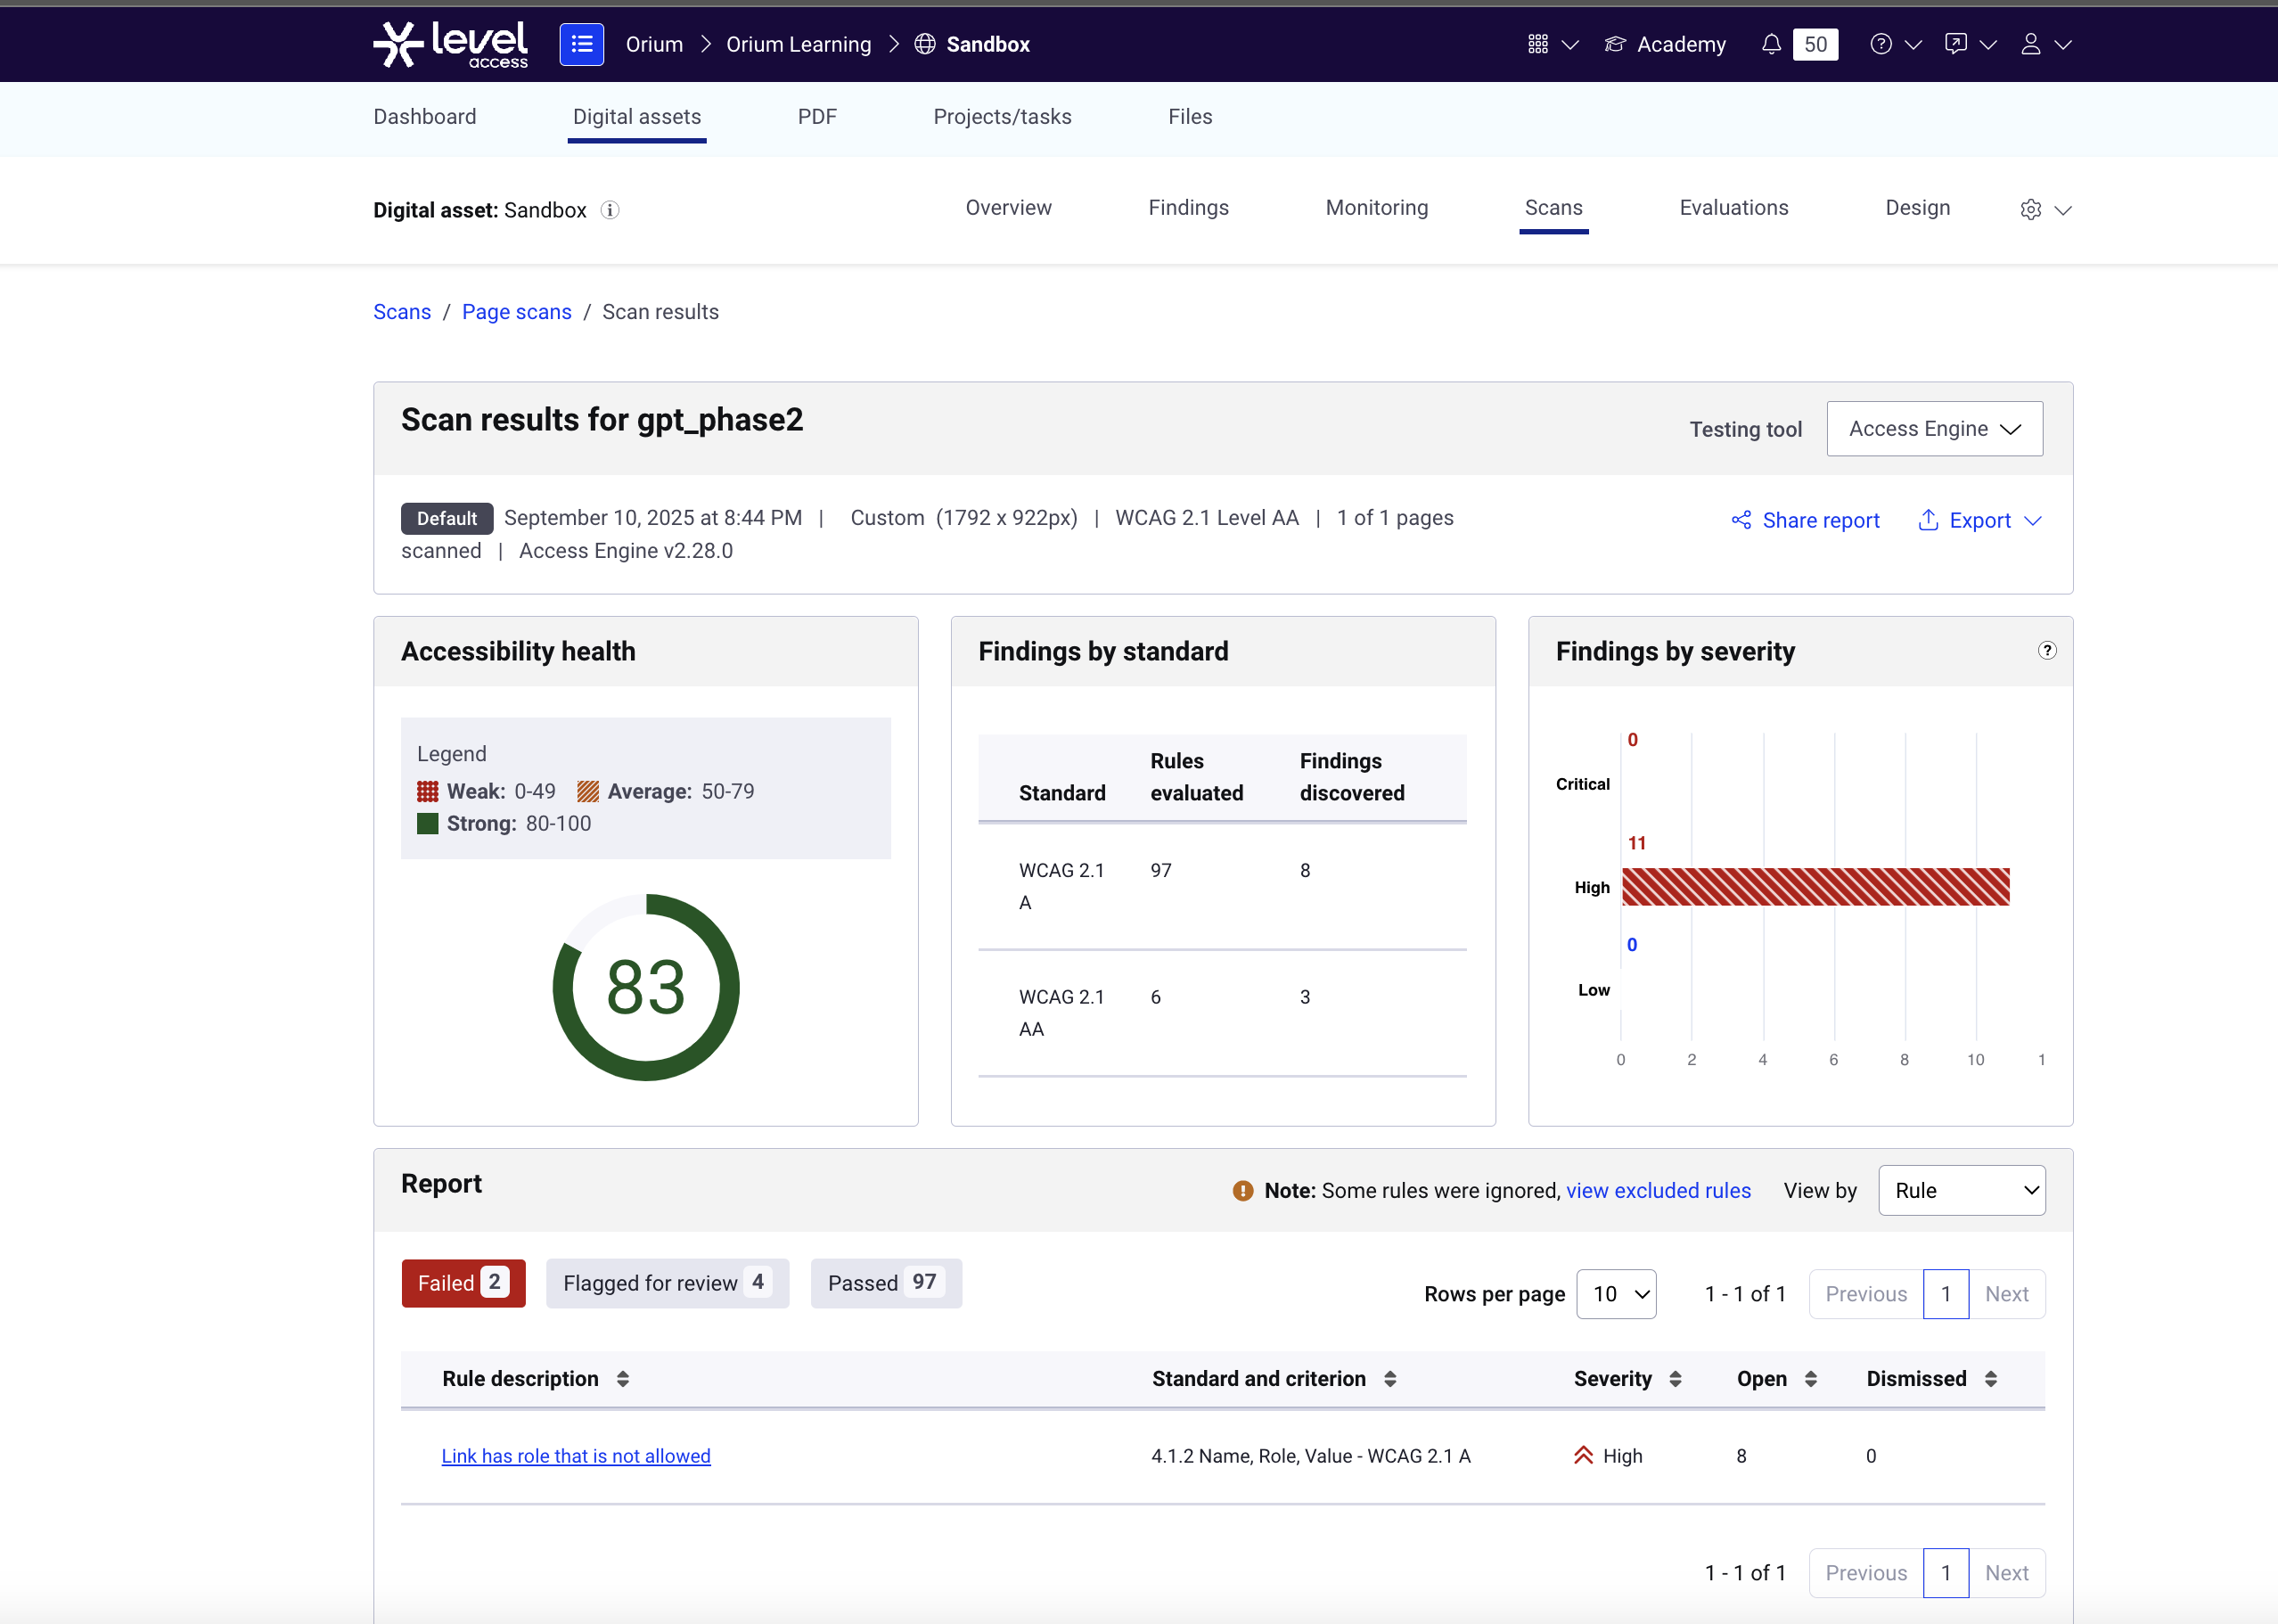 level access
Orium > Orium Learning > Sandbox
Academy 50
Dashboard Digital assets PDF Projects/tasks Files
Digital asset: Sandbox
Overview Findings Monitoring Scans Evaluations Design
Scans / Page scans / Scan results
Scan results for gpt_phase2
Testing tool Access Engine
Default September 10, 2025 at 8:44 PM | Custom (1792 x 922px) | WCAG 2.1 Level AA | 1 of 1 pages
scanned | Access Engine v2.28.0
Share report Export
Accessibility health
Legend
Weak: 0-49 Average: 50-79
Strong: 80-100
83
Findings by standard
Standard Rules evaluated Findings discovered
WCAG 2.1 A 97 8
WCAG 2.1 AA 6 3
Findings by severity ?
0
Critical
11
High
0
Low
0 2 4 6 8 10 1
Report
Note: Some rules were ignored, view excluded rules View by Rule
Failed 2 Flagged for review 4 Passed 97
Rows per page 10 1 - 1 of 1 Previous 1 Next
Rule description Standard and criterion Severity Open Dismissed
Link has role that is not allowed 4.1.2 Name, Role, Value - WCAG 2.1 A High 8 0
1 - 1 of 1 Previous 1 Next